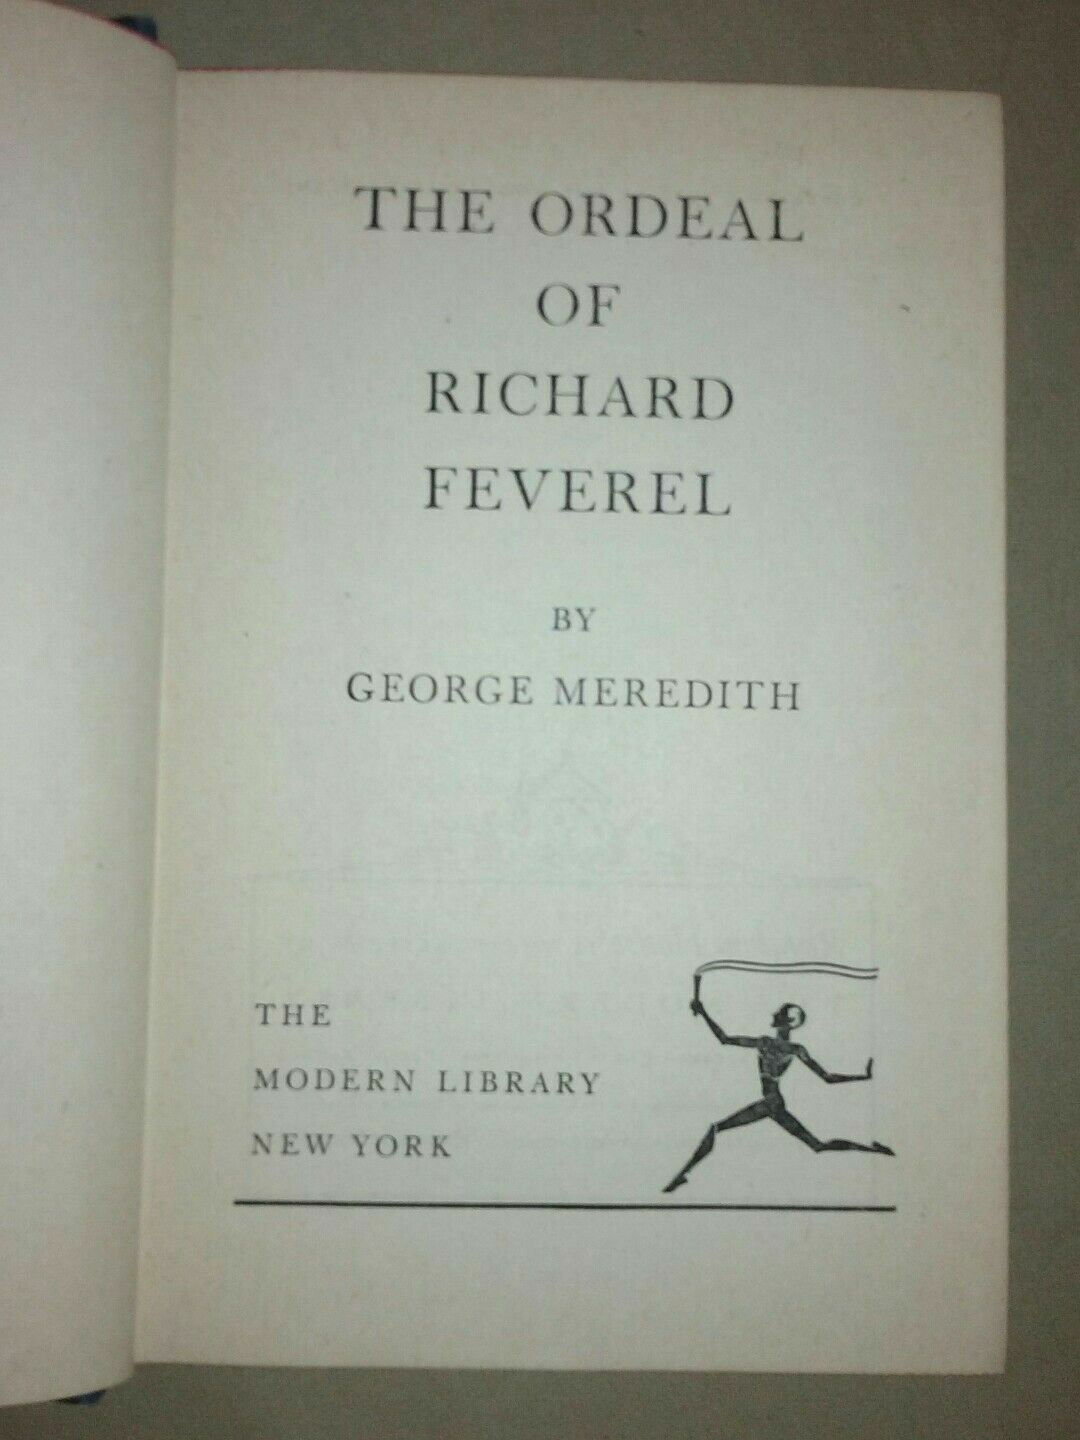 THE ORDEAL
OF
RICHARD
FEVEREL
BY
GEORGE MEREDITH
THE
MODERN LIBRARY
NEW YORK